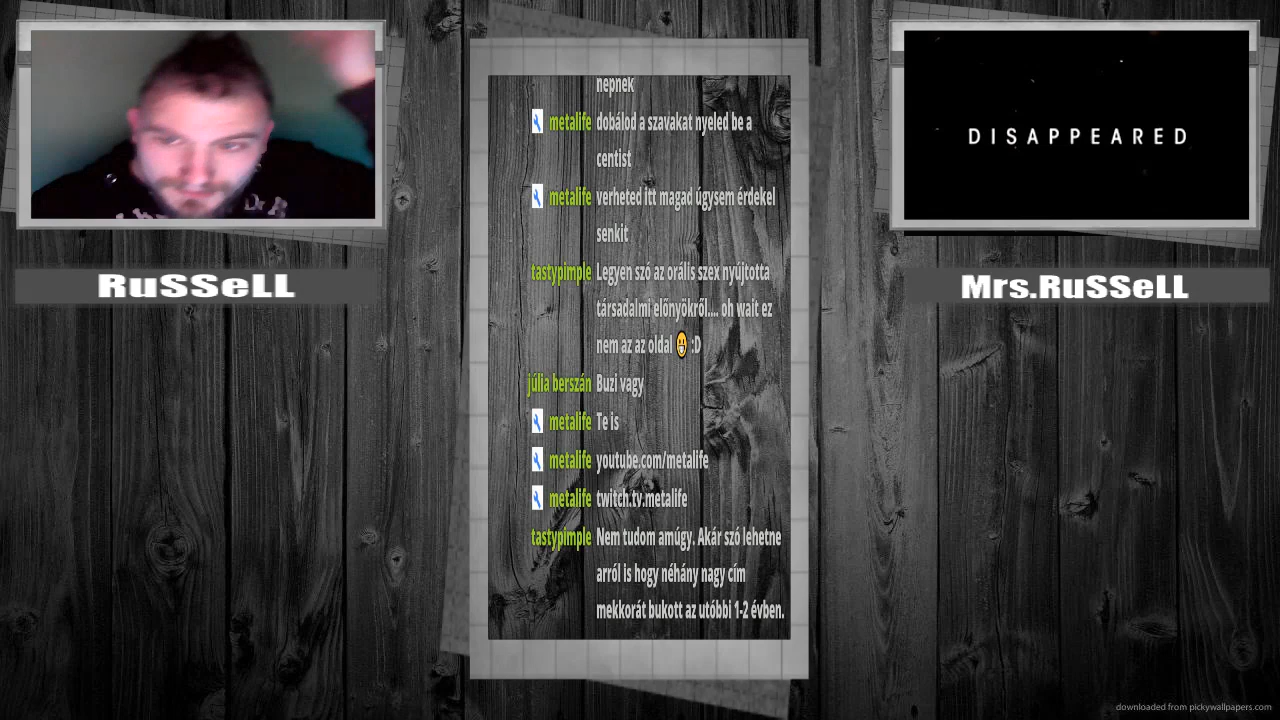 DISAPPEARED
RuSSeLL
Mrs.RuSSeLL
nepnek
metalife dobálod a szavakat nyeled be a
centist
metalife verheted itt magad úgysem érdekel
senkit
tastypimple Legyen szó az orális szex nyújtotta
társadalmi előnyökről.... oh wait ez
nem az az oldal 😀 :D
júlia berszán Buzi vagy
metalife Te is
metalife youtube.com/metalife
metalife twitch.tv.metalife
tastypimple Nem tudom amúgy. Akár szó lehetne
arról is hogy néhány nagy cím
mekkorát bukott az utóbbi 1-2 évben.
downloaded from pickywallpapers.com